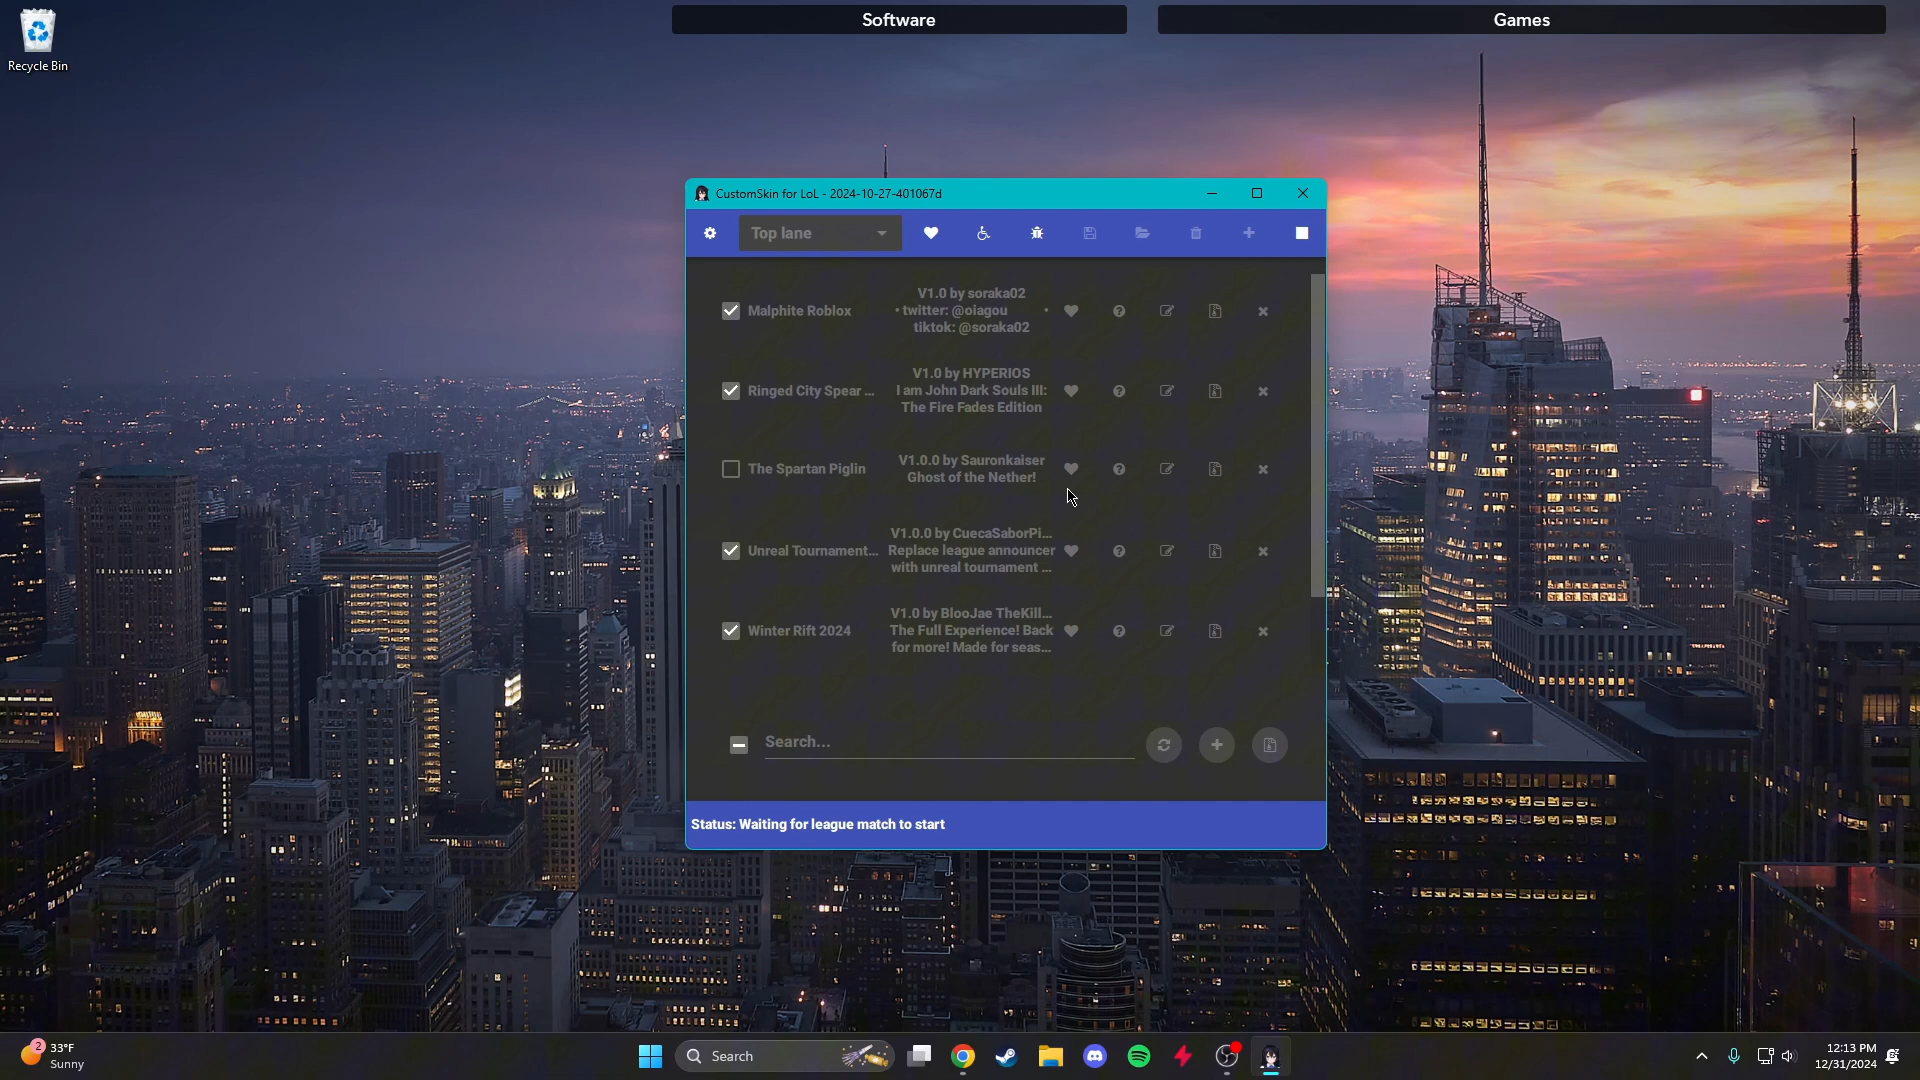 Software
Games
Recycle Bin
CustomSkin for LoL - 2024-10-27-401067d
Top lane
Malphite Roblox
V1.0 by soraka02
• twitter: @oiagou •
tiktok: @soraka02
Ringed City Spear ...
V1.0 by HYPERIOS
I am John Dark Souls III:
The Fire Fades Edition
The Spartan Piglin
V1.0.0 by Sauronkaiser
Ghost of the Nether!
Unreal Tournament...
V1.0.0 by CuecaSaborPi...
Replace league announcer
with unreal tournament ...
Winter Rift 2024
V1.0 by BlooJae TheKill...
The Full Experience! Back
for more! Made for seas...
Search...
Status: Waiting for league match to start
2
33°F
Sunny
Search
12:13 PM
12/31/2024